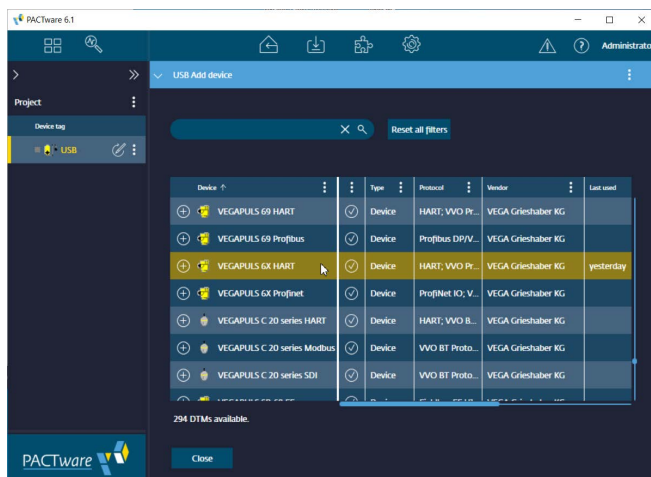 PACTware 6.1
Administrato
USB Add device
Project
Device tag
USB
Reset all filters
Device Type Protocol Vendor Last used
VEGAPULS 69 HART Device HART; VVO Pr... VEGA Grieshaber KG
VEGAPULS 69 Profibus Device Profibus DP/V... VEGA Grieshaber KG
VEGAPULS 6X HART Device HART; VVO Pr... VEGA Grieshaber KG yesterday
VEGAPULS 6X Profinet Device ProfiNet IO; V... VEGA Grieshaber KG
VEGAPULS C 20 series HART Device HART; VVO B... VEGA Grieshaber KG
VEGAPULS C 20 series Modbus Device VVO BT Proto... VEGA Grieshaber KG
VEGAPULS C 20 series SDI Device VVO BT Proto... VEGA Grieshaber KG
294 DTMs available.
PACTware
Close